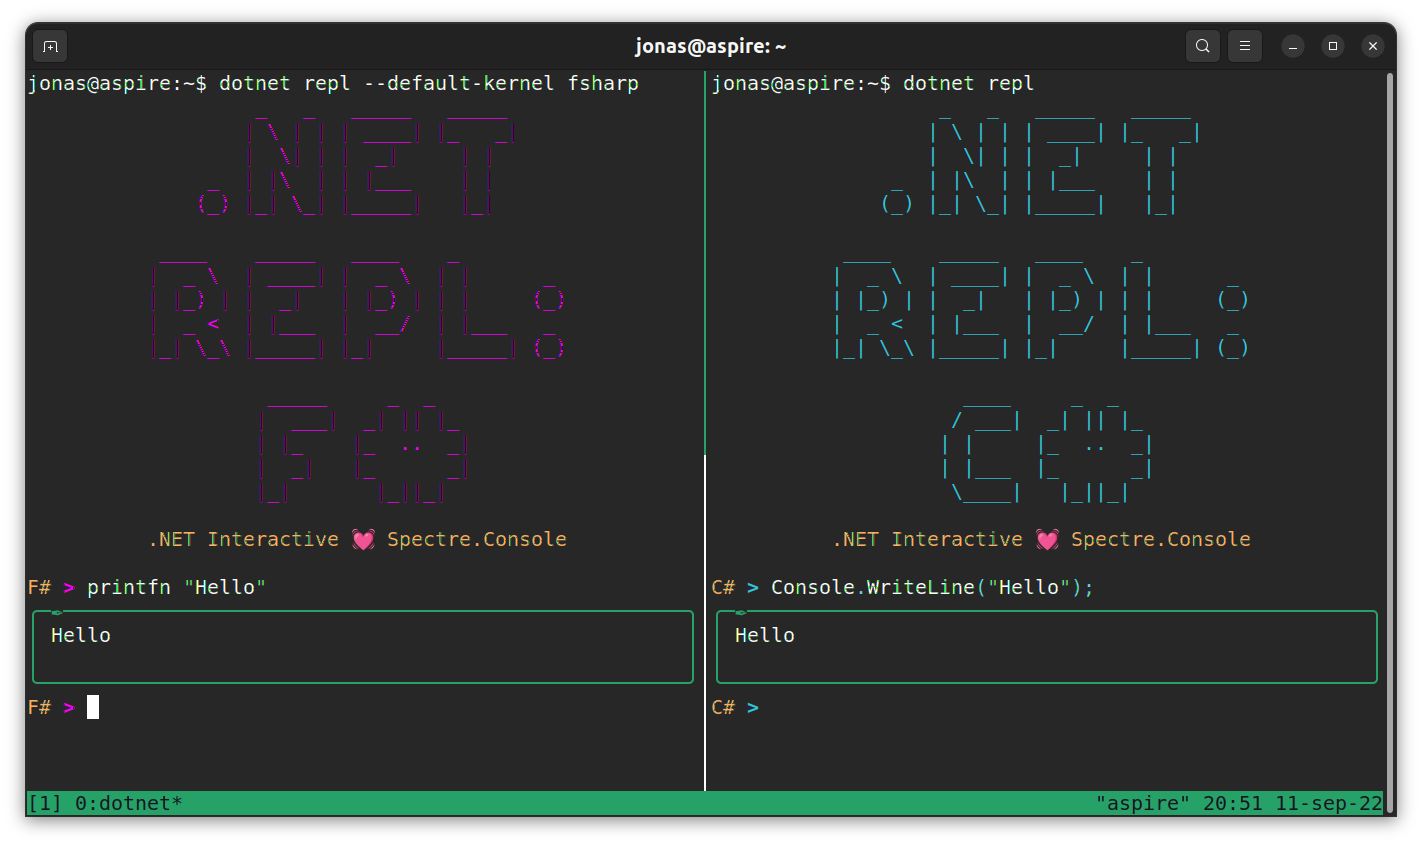 jonas@aspire: ~
jonas@aspire:~$ dotnet repl --default-kernel fsharp
.NET
REPL:
F#
.NET Interactive 💓 Spectre.Console
F# > printfn "Hello"
Hello
F# >
jonas@aspire:~$ dotnet repl
.NET
REPL:
C#
.NET Interactive 💓 Spectre.Console
C# > Console.WriteLine("Hello");
Hello
C# >
[1] 0:dotnet* "aspire" 20:51 11-sep-22